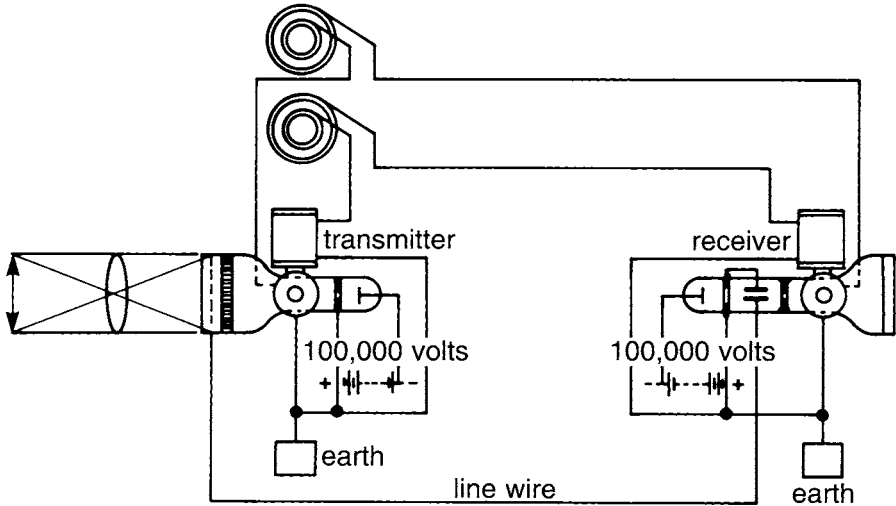 transmitter
receiver
100,000 volts
100,000 volts
+
-
-
+
earth
line wire
earth